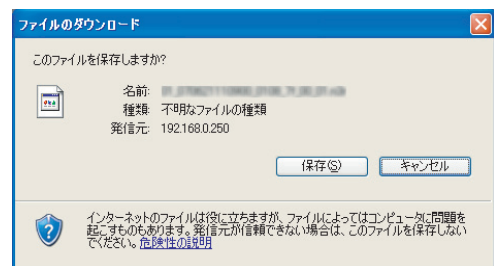 ファイルのダウンロード
このファイルを保存しますか?
名前:
種類: 不明なファイルの種類
発信元: 192.168.0.250
保存(S)
キャンセル
インターネットのファイルは役に立ちますが、ファイルによってはコンピュータに問題を
起こすものもあります。発信元が信頼できない場合は、このファイルを保存しない
でください。危険性の説明